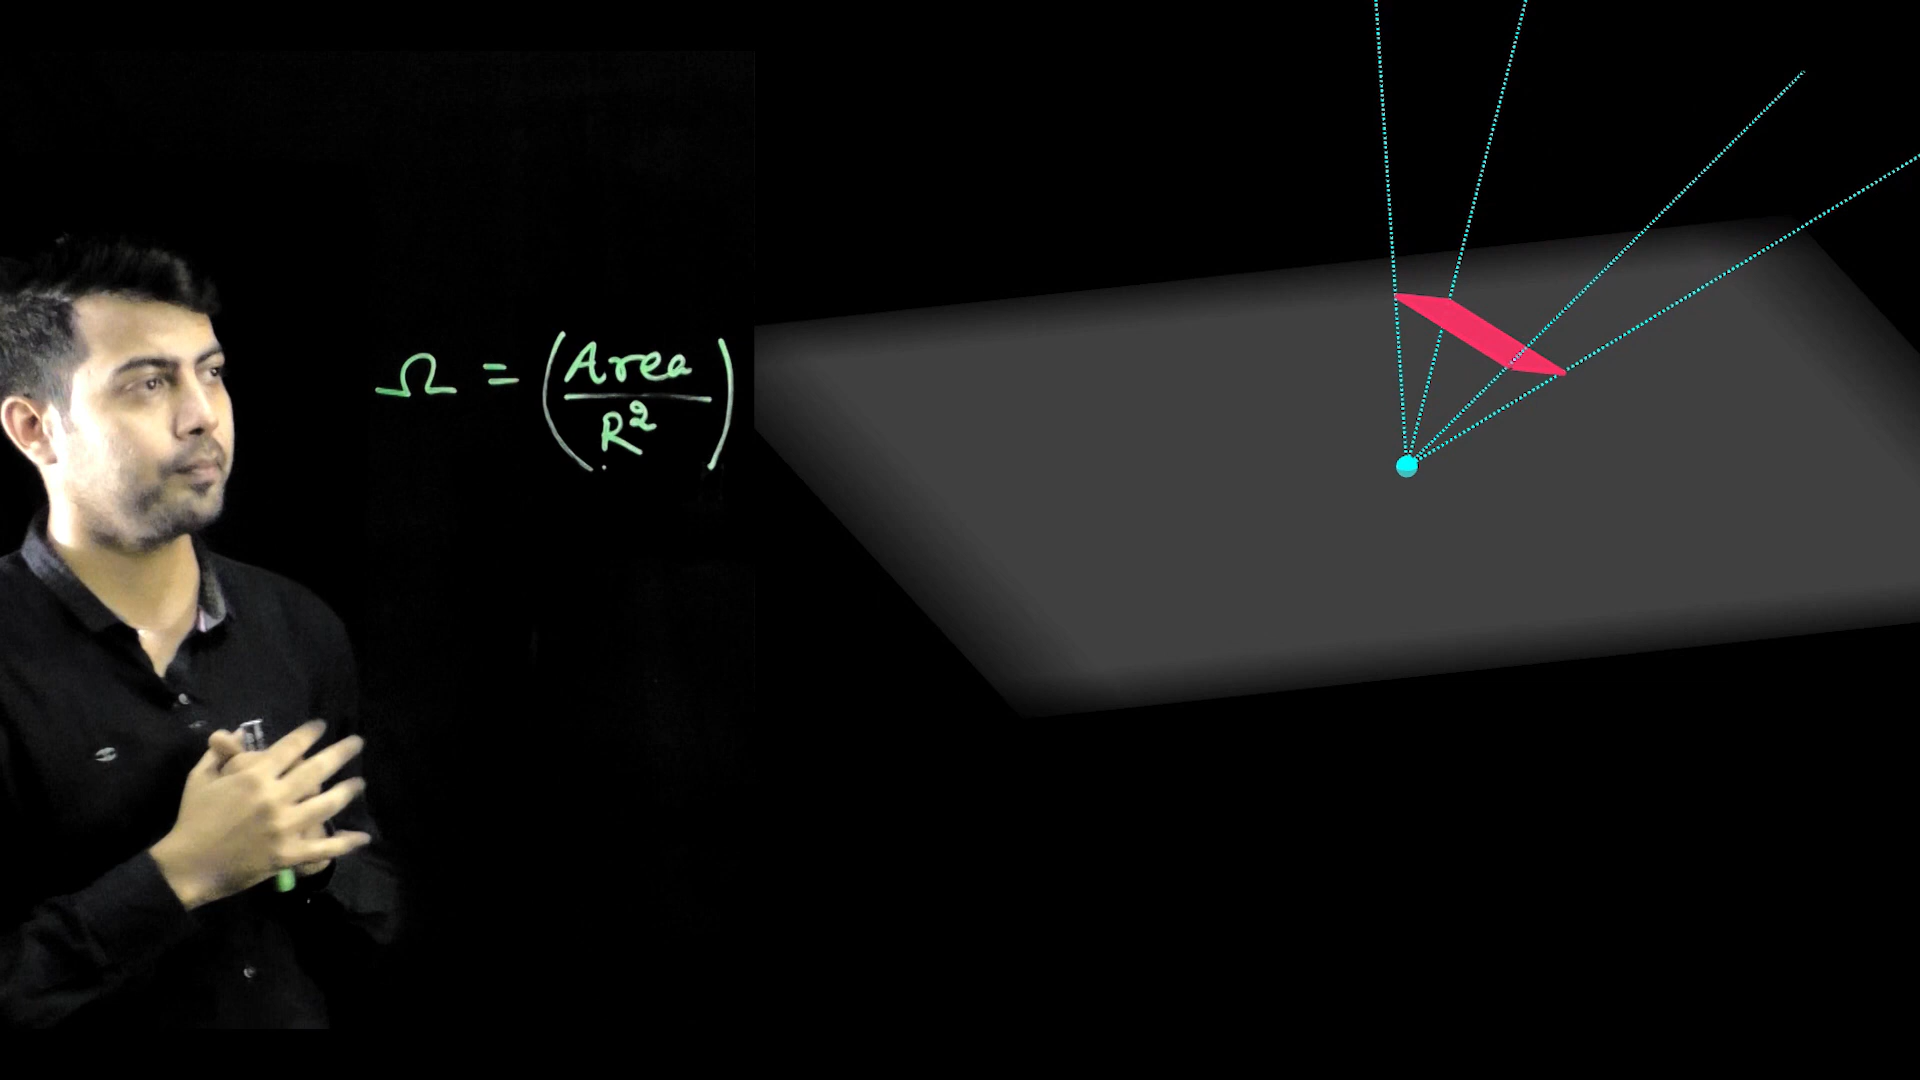 Ω = (Area / R²)